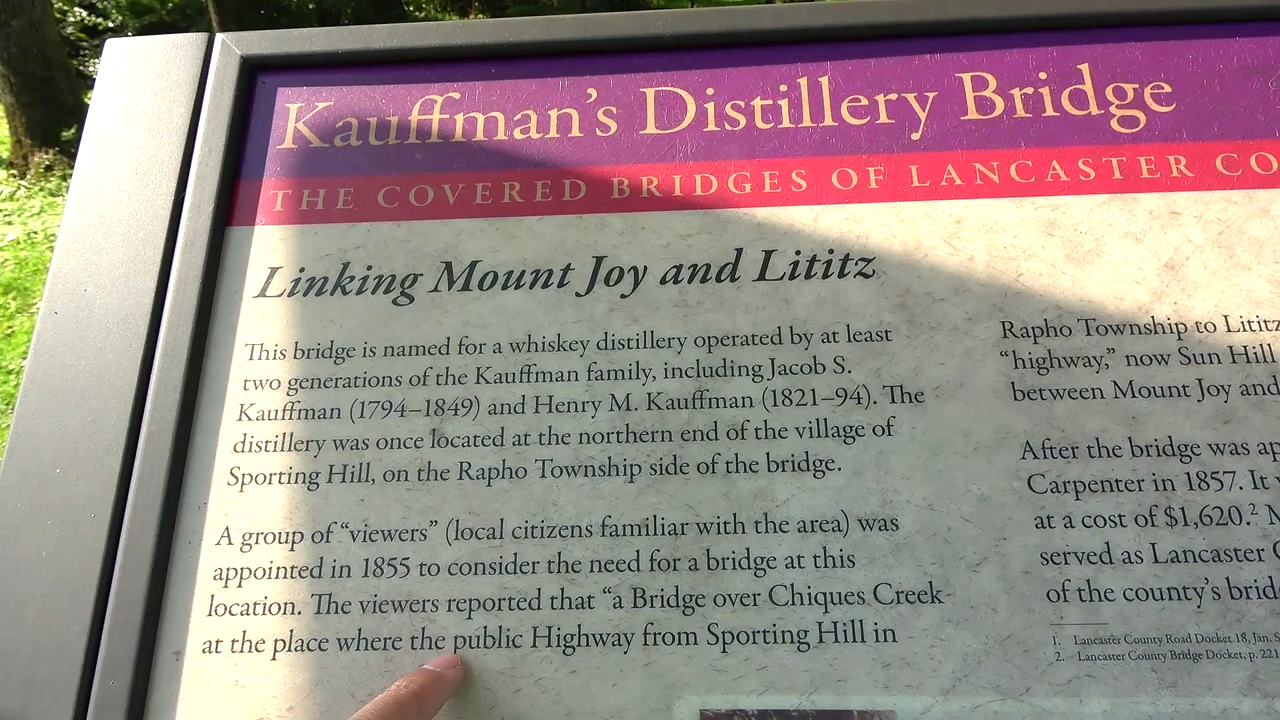 Kauffman's Distillery Bridge
THE COVERED BRIDGES OF LANCASTER CO
Linking Mount Joy and Lititz
This bridge is named for a whiskey distillery operated by at least
two generations of the Kauffman family, including Jacob S.
Kauffman (1794–1849) and Henry M. Kauffman (1821–94). The
distillery was once located at the northern end of the village of
Sporting Hill, on the Rapho Township side of the bridge.
A group of “viewers” (local citizens familiar with the area) was
appointed in 1855 to consider the need for a bridge at this
location. The viewers reported that “a Bridge over Chiques Creek
at the place where the public Highway from Sporting Hill in
Rapho Township to Lititz
“highway,” now Sun Hill
between Mount Joy and
After the bridge was ap
Carpenter in 1857. It
at a cost of $1,620.²
served as Lancaster
of the county's brid
1. Lancaster County Road Docket 18, Jan. S
2. Lancaster County Bridge Docket, p. 221